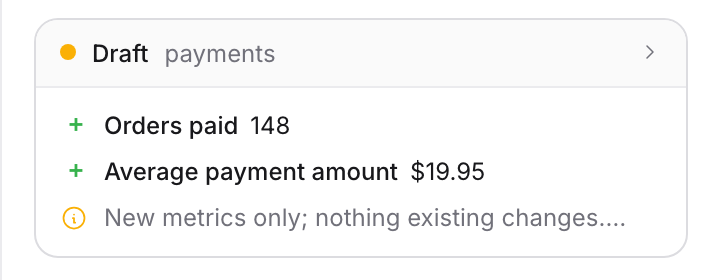 Draft payments
+ Orders paid 148
+ Average payment amount $19.95
New metrics only; nothing existing changes....